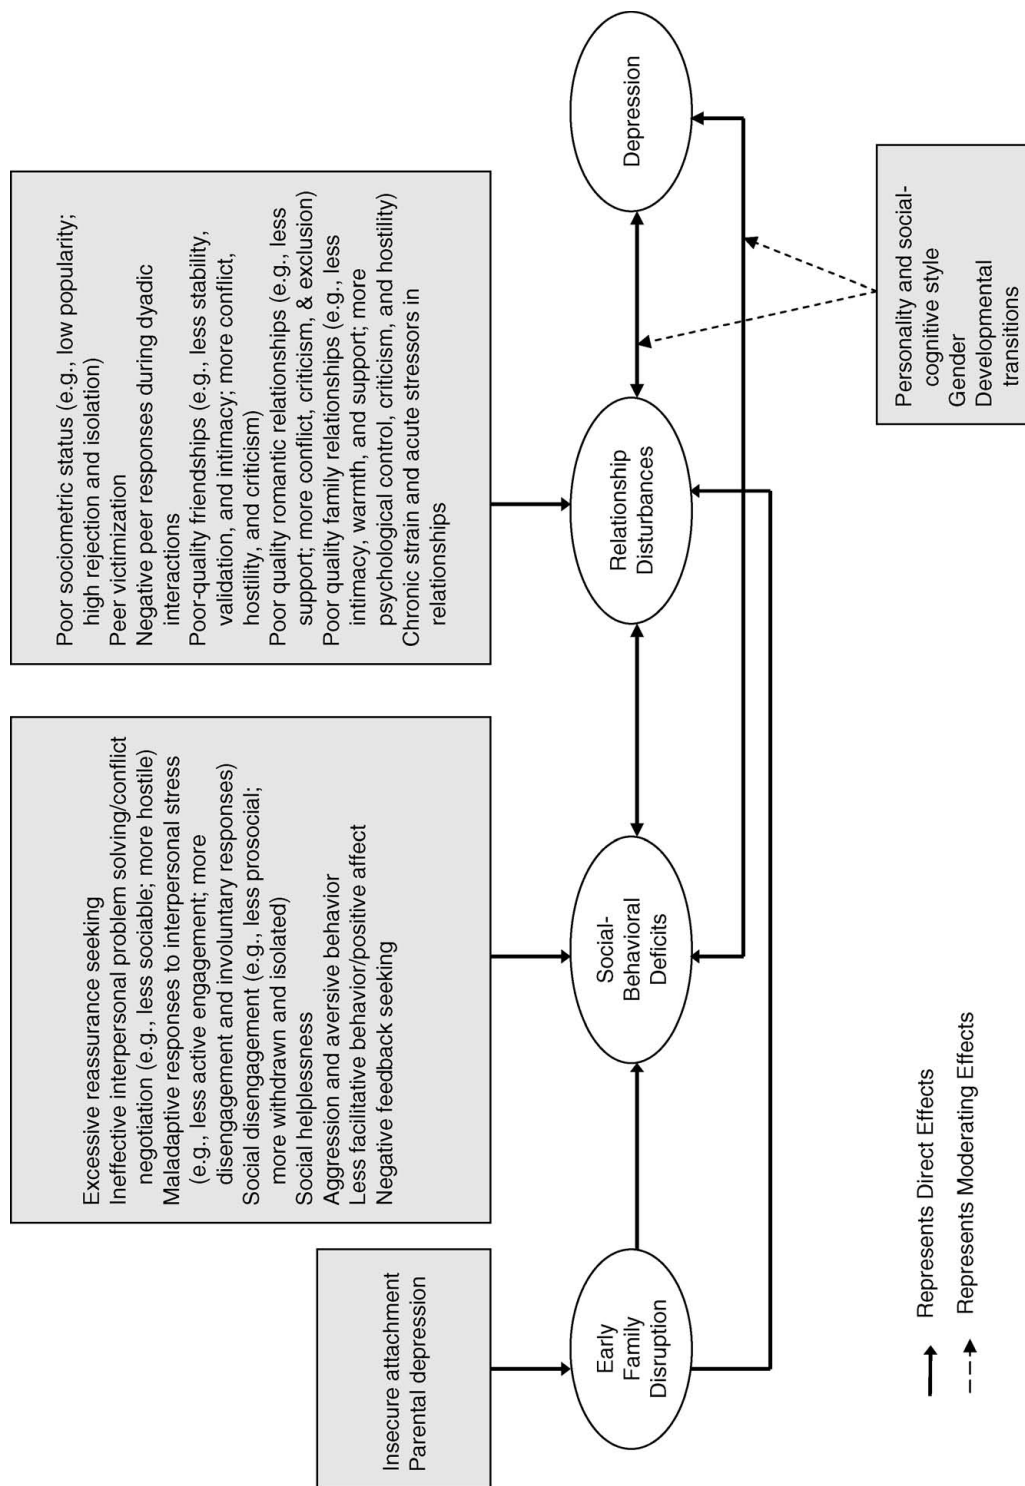 Insecure attachment
Parental depression
Excessive reassurance seeking
Ineffective interpersonal problem solving/conflict
negotiation (e.g., less sociable; more hostile)
Maladaptive responses to interpersonal stress
(e.g., less active engagement; more
disengagement and involuntary responses)
Social disengagement (e.g., less prosocial;
more withdrawn and isolated)
Social helplessness
Aggression and aversive behavior
Less facilitative behavior/positive affect
Negative feedback seeking
Poor sociometric status (e.g., low popularity;
high rejection and isolation)
Peer victimization
Negative peer responses during dyadic
interactions
Poor-quality friendships (e.g., less stability,
validation, and intimacy; more conflict,
hostility, and criticism)
Poor quality romantic relationships (e.g., less
support; more conflict, criticism, & exclusion)
Poor quality family relationships (e.g., less
intimacy, warmth, and support; more
psychological control, criticism, and hostility)
Chronic strain and acute stressors in
relationships
Early
Family
Disruption
Social-
Behavioral
Deficits
Relationship
Disturbances
Depression
Personality and social-
cognitive style
Gender
Developmental
transitions
Represents Direct Effects
Represents Moderating Effects